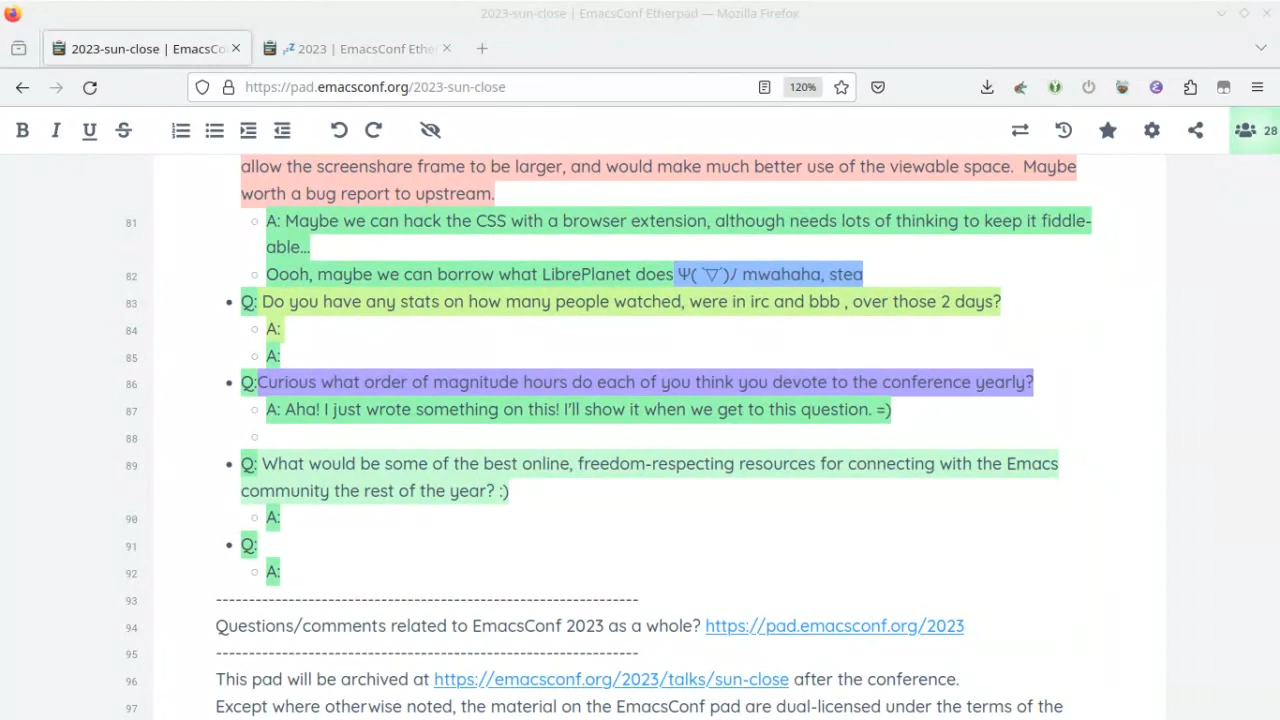 2023-sun-close | EmacsConf Etherpad — Mozilla Firefox
2023-sun-close | EmacsCo
💤 2023 | EmacsConf Ethe
https://pad.emacsconf.org/2023-sun-close
120%
B I U S
28
allow the screenshare frame to be larger, and would make much better use of the viewable space. Maybe
worth a bug report to upstream.
81 A: Maybe we can hack the CSS with a browser extension, although needs lots of thinking to keep it fiddle-
able...
82 Oooh, maybe we can borrow what LibrePlanet does Ψ( `▽´)ﾉ mwahaha, stea
83 Q: Do you have any stats on how many people watched, were in irc and bbb , over those 2 days?
84 A:
85 A:
86 Q:Curious what order of magnitude hours do each of you think you devote to the conference yearly?
87 A: Aha! I just wrote something on this! I'll show it when we get to this question. =)
88
89 Q: What would be some of the best online, freedom-respecting resources for connecting with the Emacs
community the rest of the year? :)
90 A:
91 Q:
92 A:
93 ----------------------------------------------------------------
94 Questions/comments related to EmacsConf 2023 as a whole? https://pad.emacsconf.org/2023
95 ----------------------------------------------------------------
96 This pad will be archived at https://emacsconf.org/2023/talks/sun-close after the conference.
97 Except where otherwise noted, the material on the EmacsConf pad are dual-licensed under the terms of the